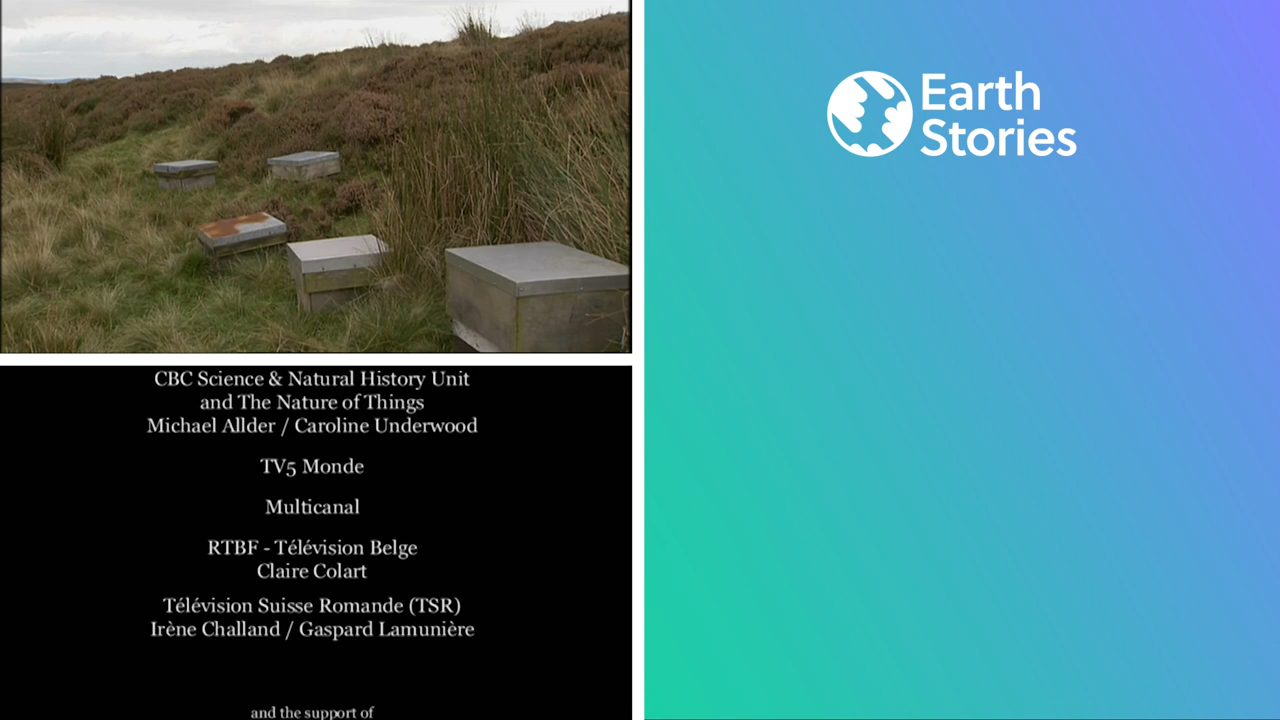 CBC Science & Natural History Unit
and The Nature of Things
Michael Allder / Caroline Underwood
TV5 Monde
Multicanal
RTBF - Télévision Belge
Claire Colart
Télévision Suisse Romande (TSR)
Irène Challand / Gaspard Lamunière
and the support of
Earth
Stories